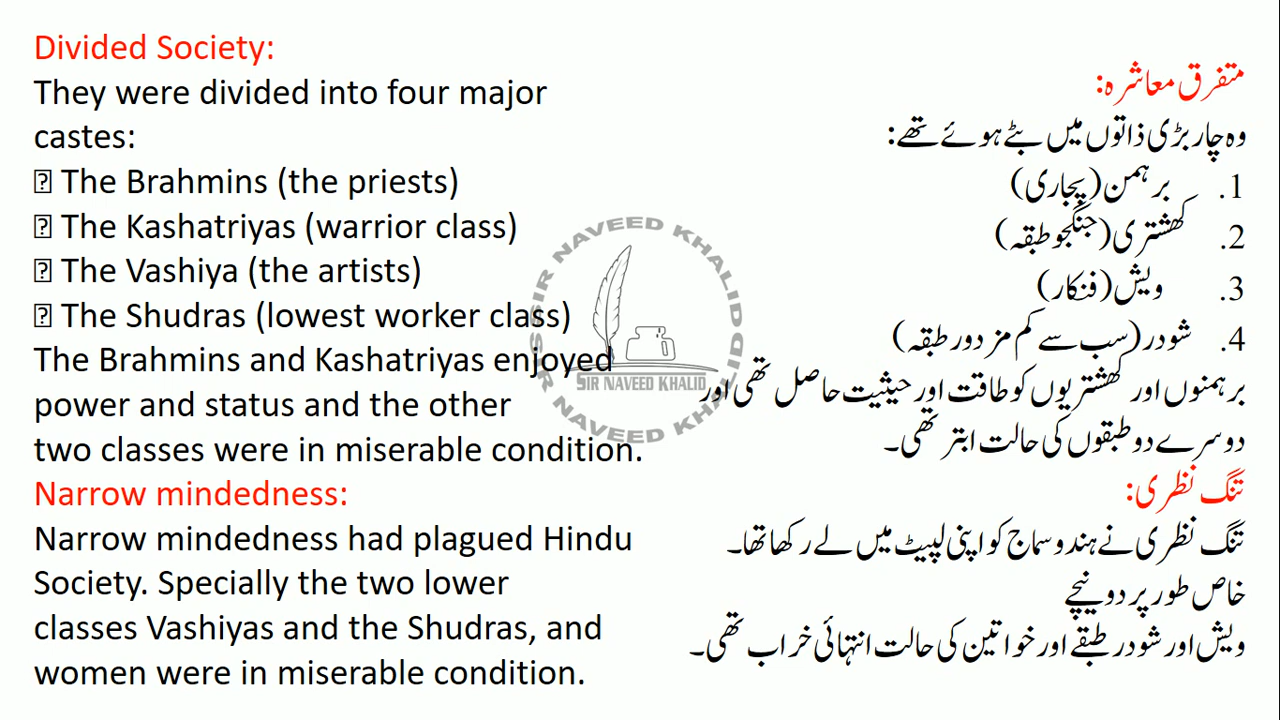 Divided Society:
They were divided into four major
castes:
⍰ The Brahmins (the priests)
⍰ The Kashatriyas (warrior class)
⍰ The Vashiya (the artists)
⍰ The Shudras (lowest worker class)
The Brahmins and Kashatriyas enjoyed
power and status and the other
two classes were in miserable condition.
Narrow mindedness:
Narrow mindedness had plagued Hindu
Society. Specially the two lower
classes Vashiyas and the Shudras, and
women were in miserable condition.
متفرق معاشرہ:
وہ چار بڑی ذاتوں میں بٹے ہوئے تھے:
1. برہمن (پجاری)
2. کھشتری (جنگجو طبقہ)
3. ویش (فنکار)
4. شودر (سب سے کم مزدور طبقہ)
برہمنوں اور کھشتریوں کو طاقت اور حیثیت حاصل تھی اور
دوسرے دو طبقوں کی حالت ابتر تھی۔
تنگ نظری:
تنگ نظری نے ہندو سماج کو اپنی لپیٹ میں لے رکھا تھا۔
خاص طور پر دو نیچے
ویش اور شودر طبقے اور خواتین کی حالت انتہائی خراب تھی۔
SIR NAVEED KHALID
SIR NAVEED KHALID
SIR NAVEED KHALID